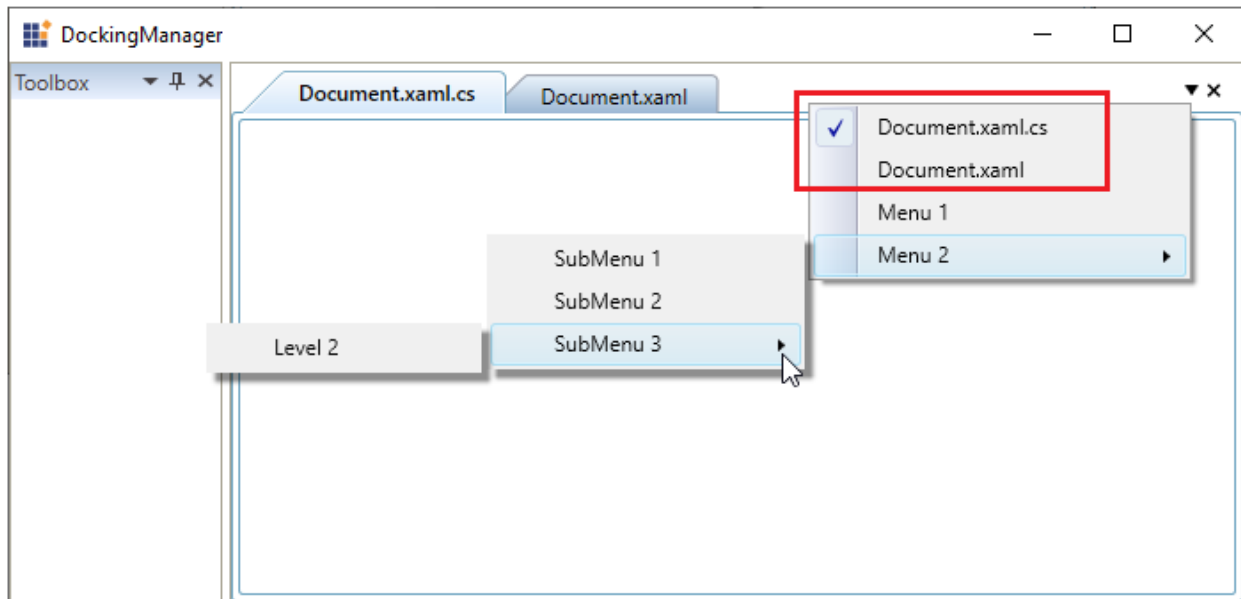 DockingManager
Toolbox
Document.xaml.cs
Document.xaml
Document.xaml.cs
Document.xaml
Menu 1
Menu 2
SubMenu 1
SubMenu 2
SubMenu 3
Level 2